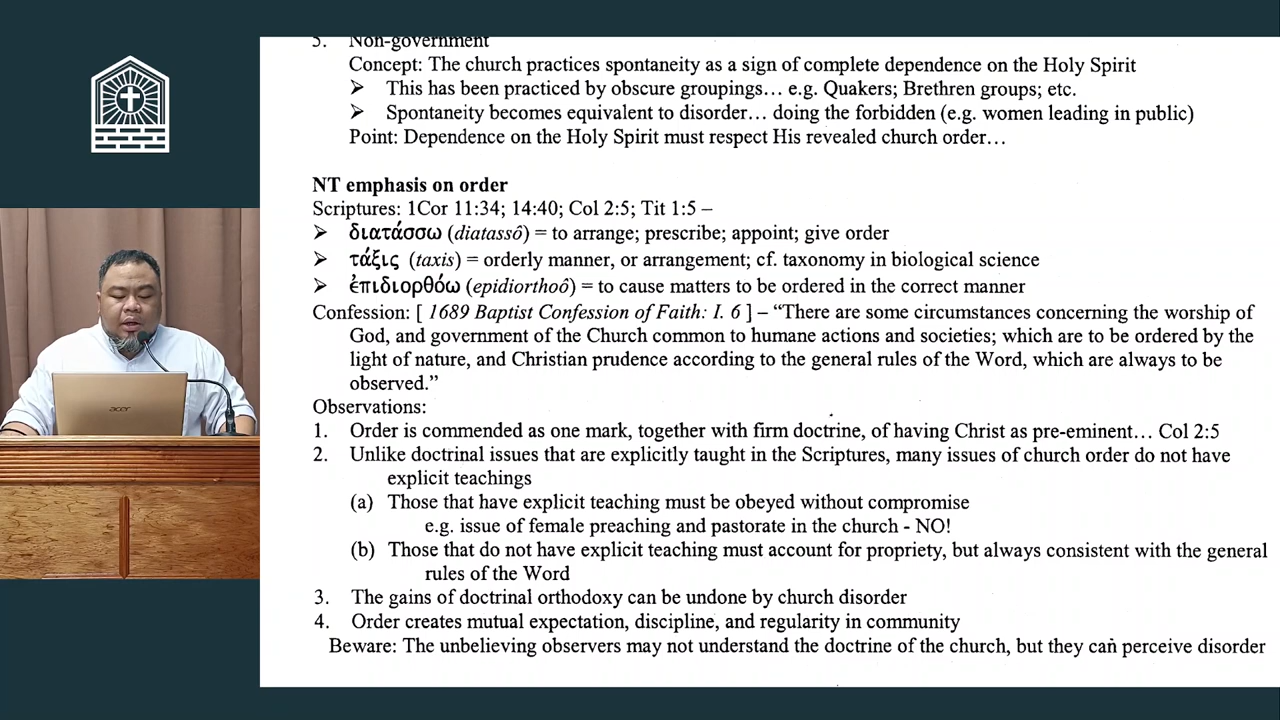 5. Non-government
Concept: The church practices spontaneity as a sign of complete dependence on the Holy Spirit
➢ This has been practiced by obscure groupings… e.g. Quakers; Brethren groups; etc.
➢ Spontaneity becomes equivalent to disorder… doing the forbidden (e.g. women leading in public)
Point: Dependence on the Holy Spirit must respect His revealed church order…
NT emphasis on order
Scriptures: 1Cor 11:34; 14:40; Col 2:5; Tit 1:5 –
➢ διατάσσω (diatassô) = to arrange; prescribe; appoint; give order
➢ τάξις (taxis) = orderly manner, or arrangement; cf. taxonomy in biological science
➢ ἐπιδιορθόω (epidiorthoô) = to cause matters to be ordered in the correct manner
Confession: [ 1689 Baptist Confession of Faith: I. 6 ] – “There are some circumstances concerning the worship of
God, and government of the Church common to humane actions and societies; which are to be ordered by the
light of nature, and Christian prudence according to the general rules of the Word, which are always to be
observed.”
Observations:
1. Order is commended as one mark, together with firm doctrine, of having Christ as pre-eminent… Col 2:5
2. Unlike doctrinal issues that are explicitly taught in the Scriptures, many issues of church order do not have
explicit teachings
(a) Those that have explicit teaching must be obeyed without compromise
e.g. issue of female preaching and pastorate in the church - NO!
(b) Those that do not have explicit teaching must account for propriety, but always consistent with the general
rules of the Word
3. The gains of doctrinal orthodoxy can be undone by church disorder
4. Order creates mutual expectation, discipline, and regularity in community
Beware: The unbelieving observers may not understand the doctrine of the church, but they can perceive disorder
acer